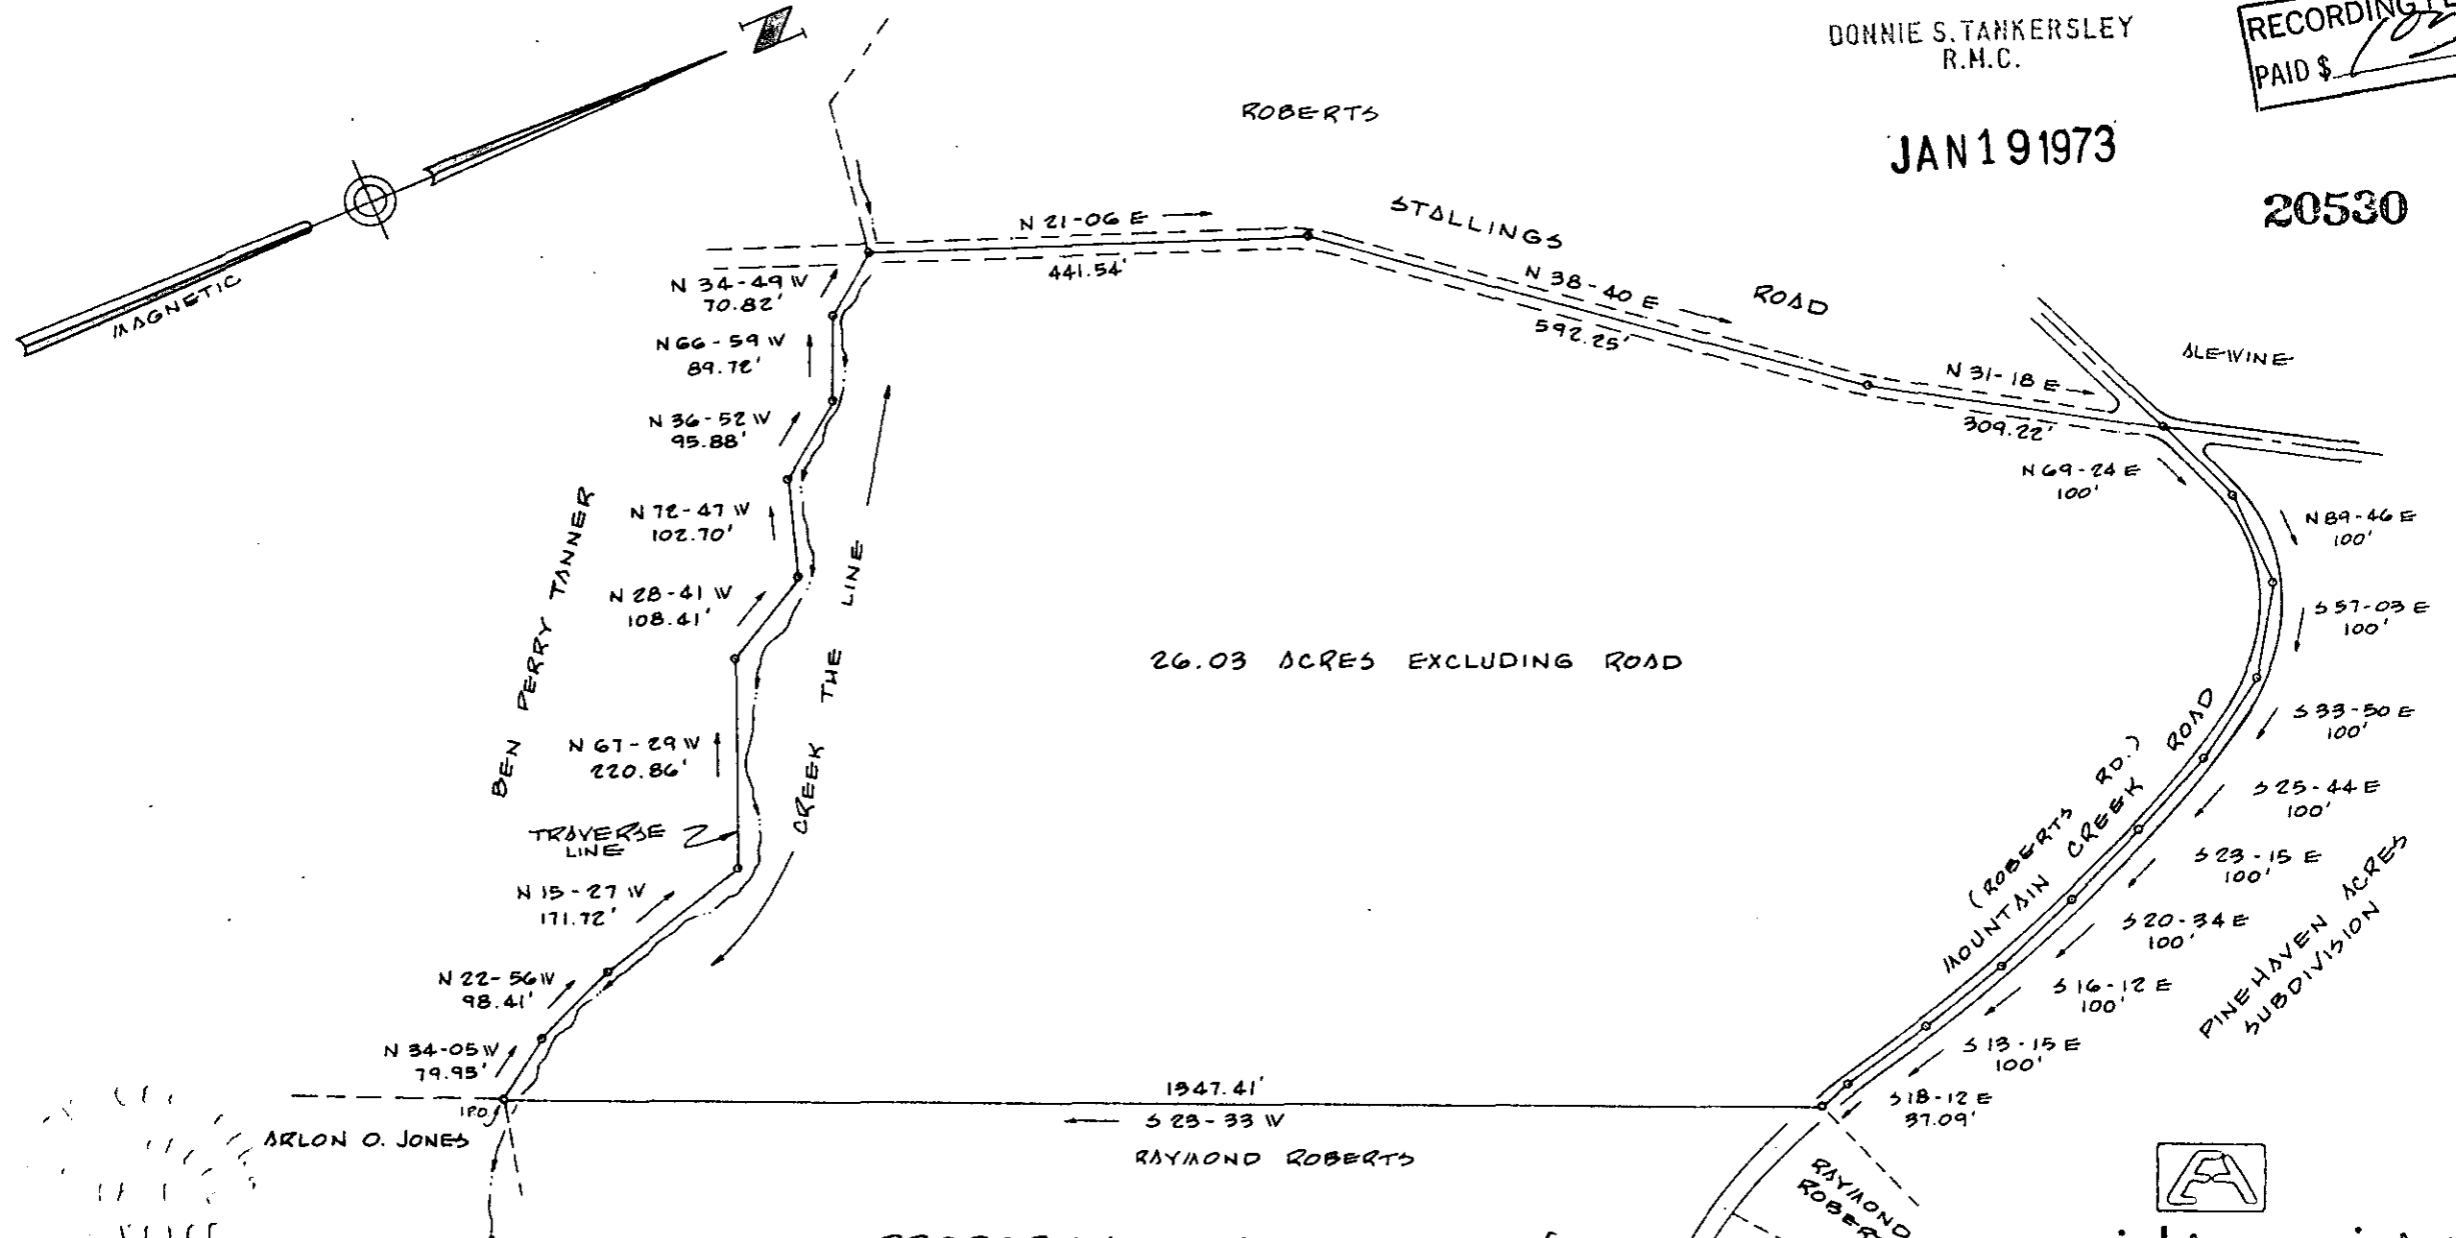 DONNIE S. TANKERSLEY
R.M.C.
RECORDING
PAID $
JAN 19 1973
20530
MAGNETIC
N
ROBERTS
STALLINGS
ROAD
ALEWINE
N 21-06 E
441.54'
N 38-40 E
592.25'
N 31-18 E
309.22'
N 34-49 W
70.82'
N 66-59 W
89.72'
N 36-52 W
95.88'
N 72-47 W
102.70'
N 28-41 W
108.41'
N 67-29 W
220.86'
TRAVERSE
LINE
N 15-27 W
171.72'
N 22-56 W
98.41'
N 34-05 W
79.93'
BEN PERRY TANNER
CREEK THE LINE
26.03 ACRES EXCLUDING ROAD
N 69-24 E
100'
N 89-46 E
100'
S 57-03 E
100'
S 33-50 E
100'
S 25-44 E
100'
S 23-15 E
100'
S 20-34 E
100'
S 16-12 E
100'
S 13-15 E
100'
S 18-12 E
37.09'
(ROBERTS RD.)
MOUNTAIN CREEK ROAD
PINEHAVEN ACRES
SUBDIVISION
1347.41'
S 23-33 W
RAYMOND ROBERTS
I.P.O.
ARLON O. JONES
RAYMOND